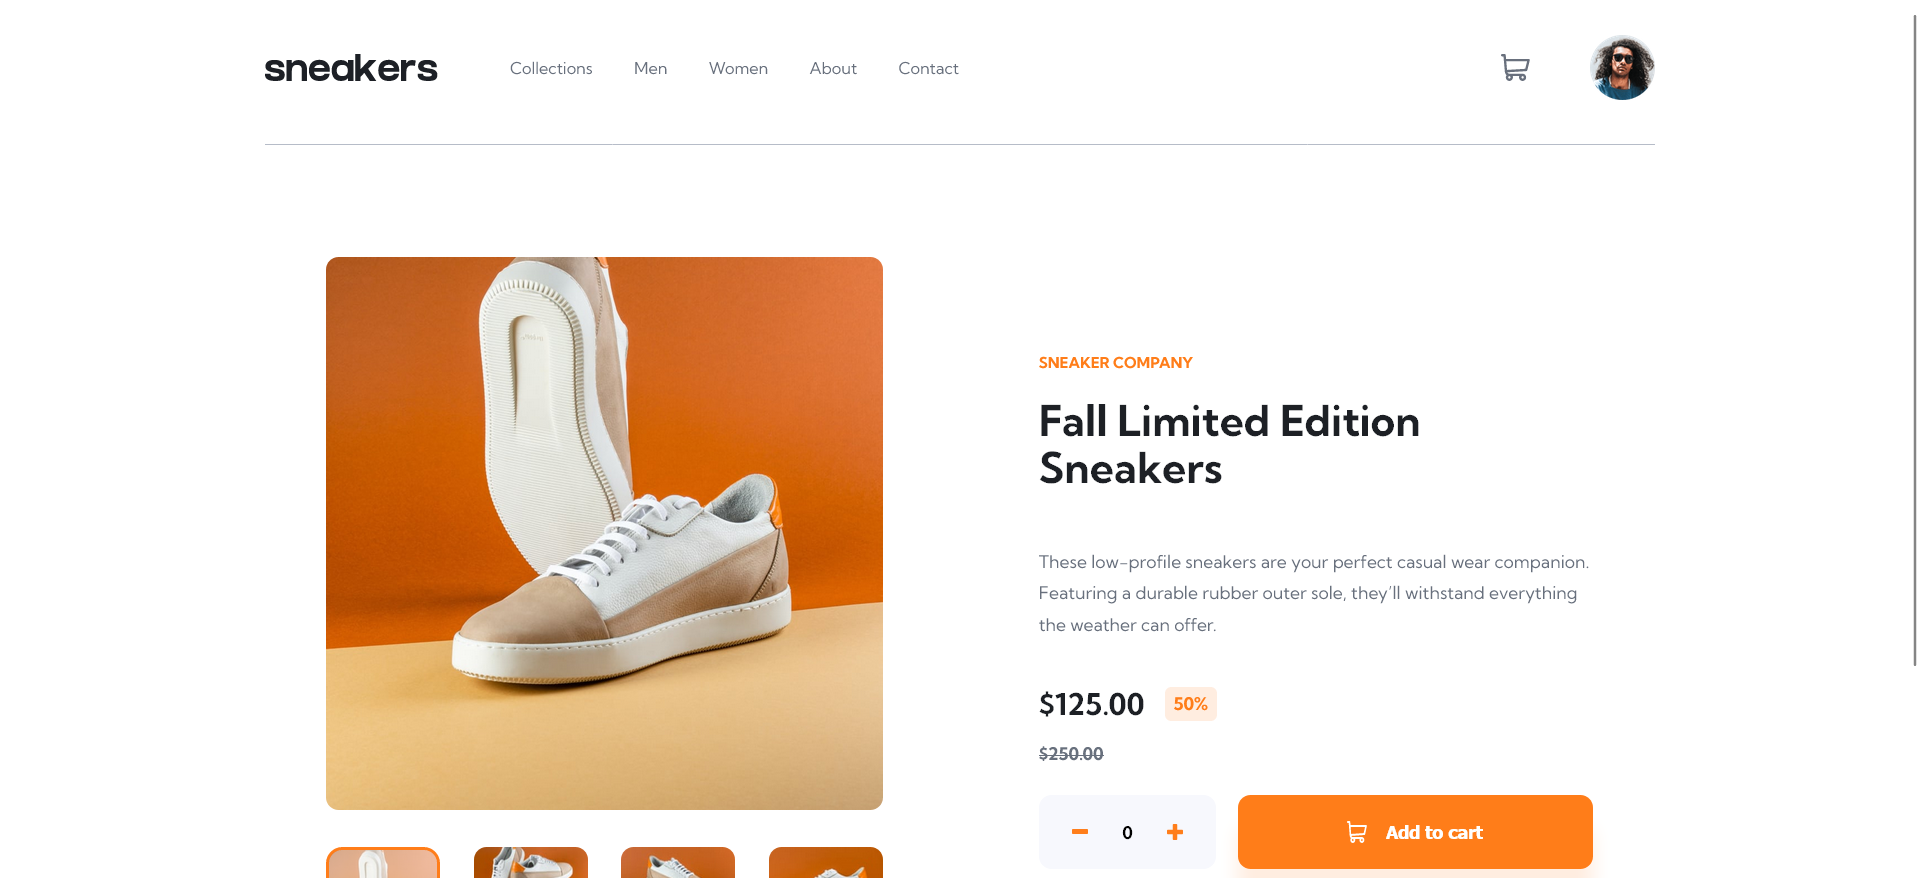 sneakers
Collections Men Women About Contact
SNEAKER COMPANY
Fall Limited Edition
Sneakers
These low-profile sneakers are your perfect casual wear companion.
Featuring a durable rubber outer sole, they’ll withstand everything
the weather can offer.
$125.00 50%
$250.00
0 Add to cart